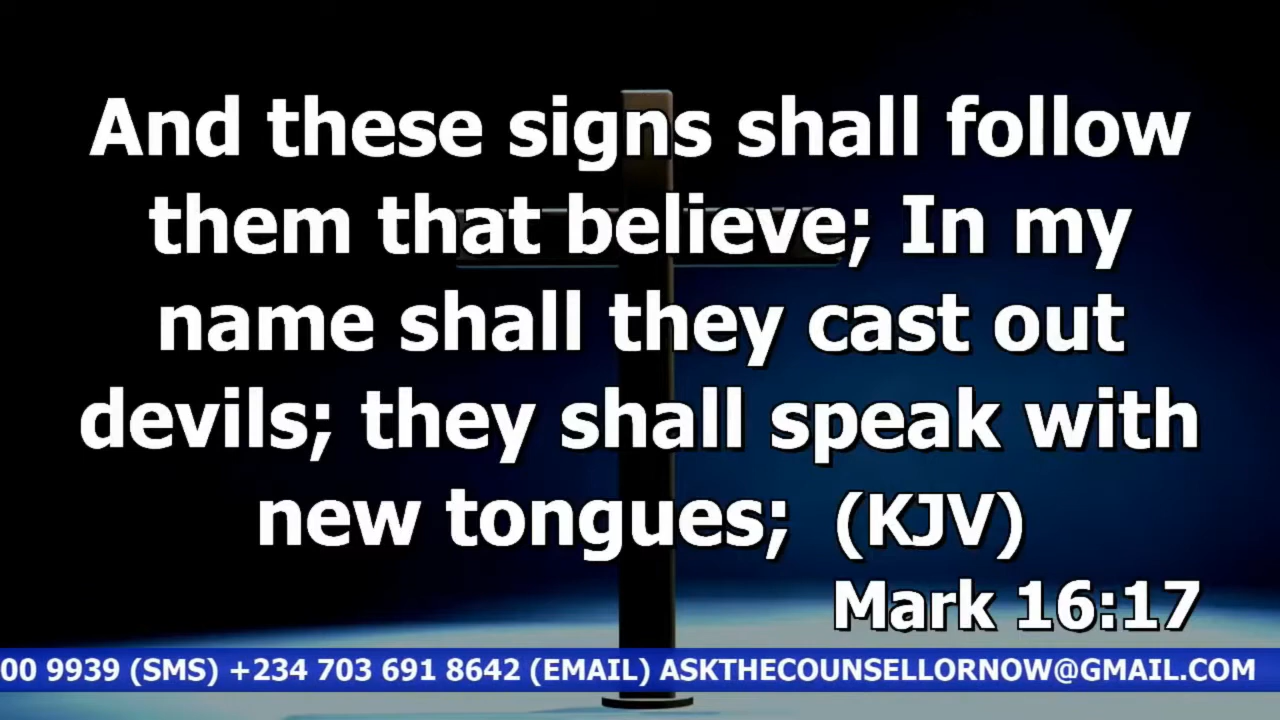 And these signs shall follow
them that believe; In my
name shall they cast out
devils; they shall speak with
new tongues; (KJV)
Mark 16:17
00 9939 (SMS) +234 703 691 8642 (EMAIL) ASKTHECOUNSELLORNOW@GMAIL.COM